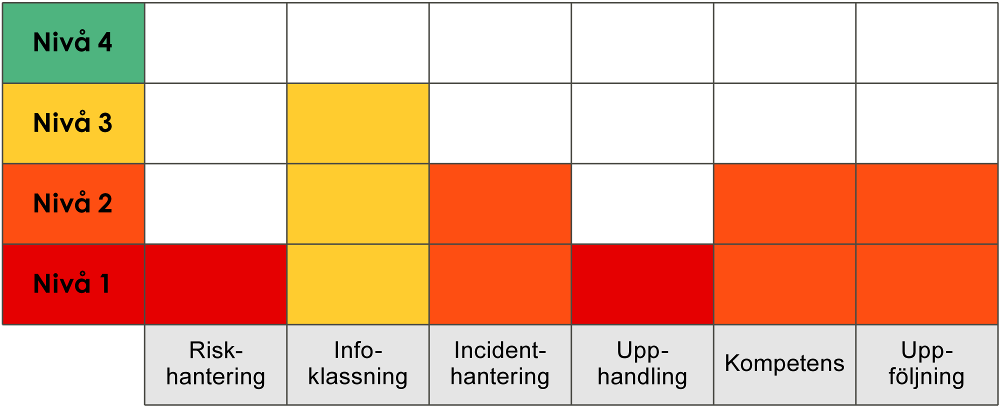 Nivå 4
Nivå 3
Nivå 2
Nivå 1
Risk-
hantering
Info-
klassning
Incident-
hantering
Upp-
handling
Kompetens
Upp-
följning